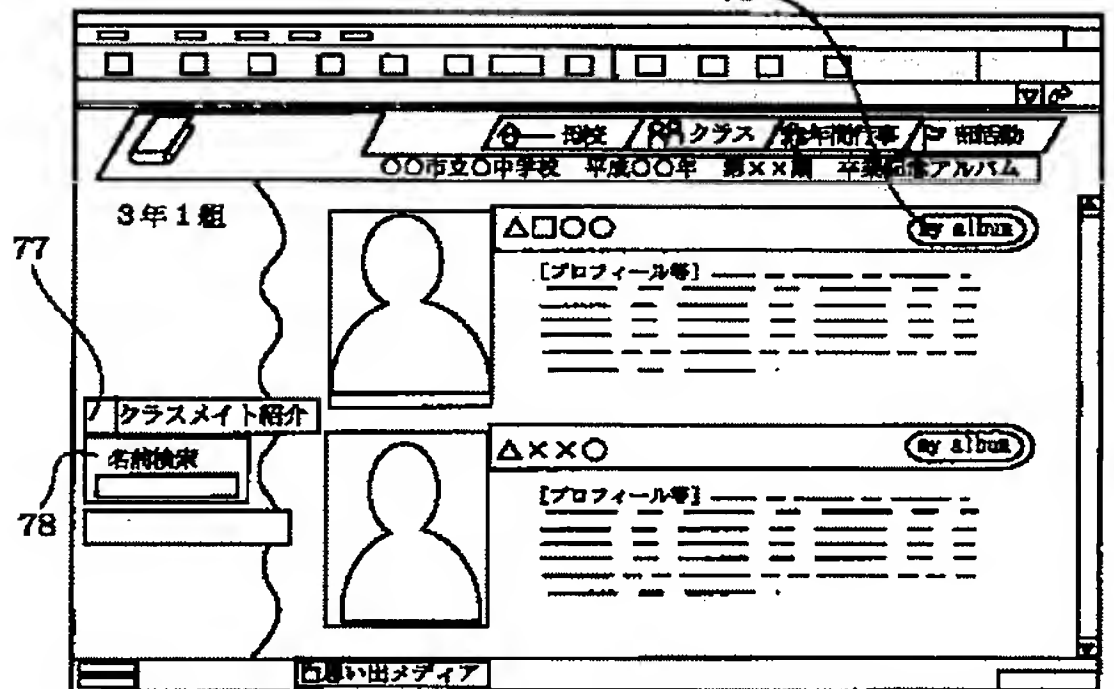 母校 クラス 年間行事 部活動
○○市立○中学校 平成○○年 第××期 卒業記念アルバム
3年1組
△□○○ my album
[プロフィール等]
77
クラスメイト紹介
名前検索
78
△××○ my album
[プロフィール等]
思い出メディア